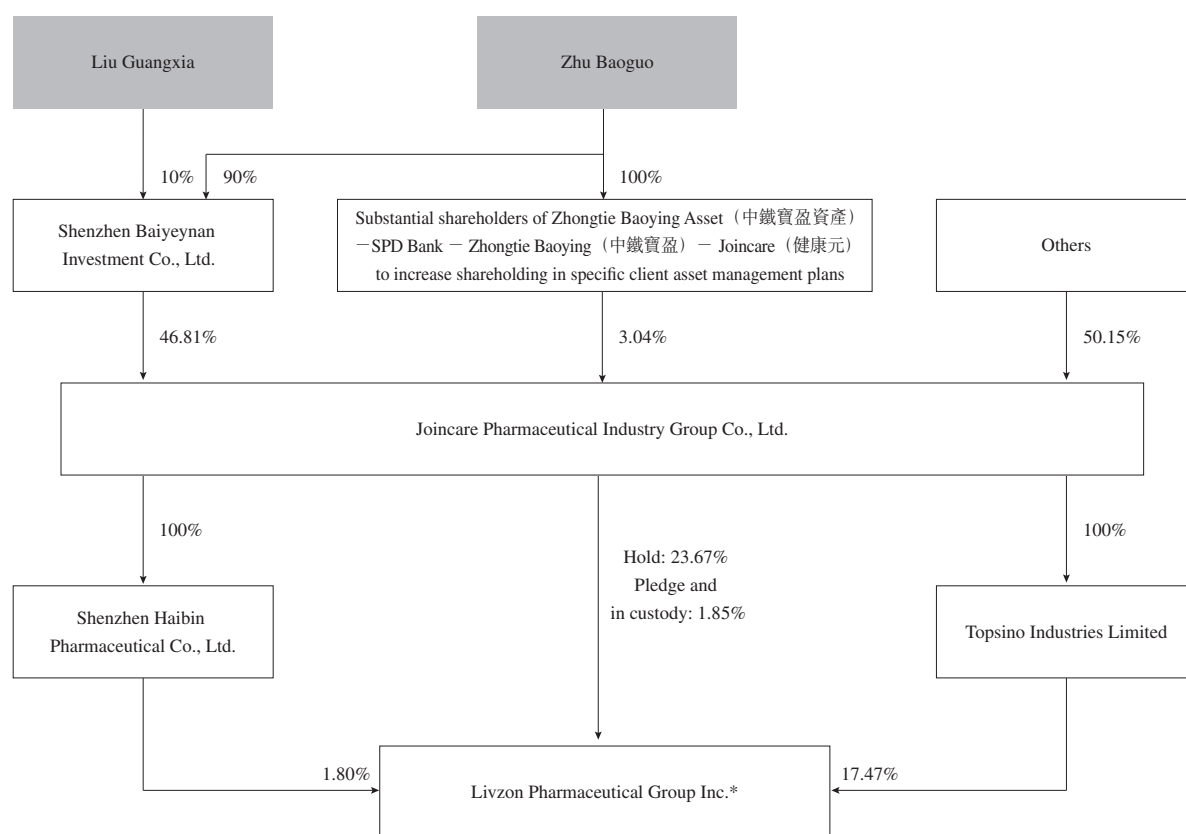 Liu Guangxia
Zhu Baoguo
10%
90%
100%
Shenzhen Baiyeynan
Investment Co., Ltd.
Substantial shareholders of Zhongtie Baoying Asset（中鐵寶盈資產）
－SPD Bank － Zhongtie Baoying（中鐵寶盈）－ Joincare（健康元）
to increase shareholding in specific client asset management plans
Others
46.81%
3.04%
50.15%
Joincare Pharmaceutical Industry Group Co., Ltd.
100%
Hold: 23.67%
Pledge and
in custody: 1.85%
100%
Shenzhen Haibin
Pharmaceutical Co., Ltd.
Topsino Industries Limited
1.80%
Livzon Pharmaceutical Group Inc.*
17.47%